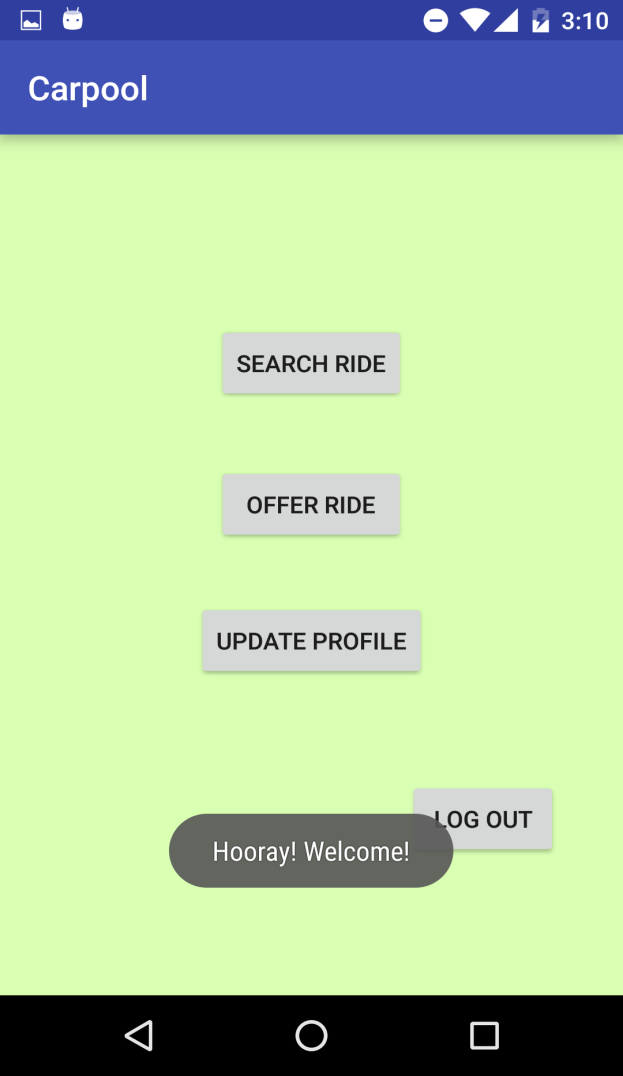 3:10
Carpool
SEARCH RIDE
OFFER RIDE
UPDATE PROFILE
LOG OUT
Hooray! Welcome!